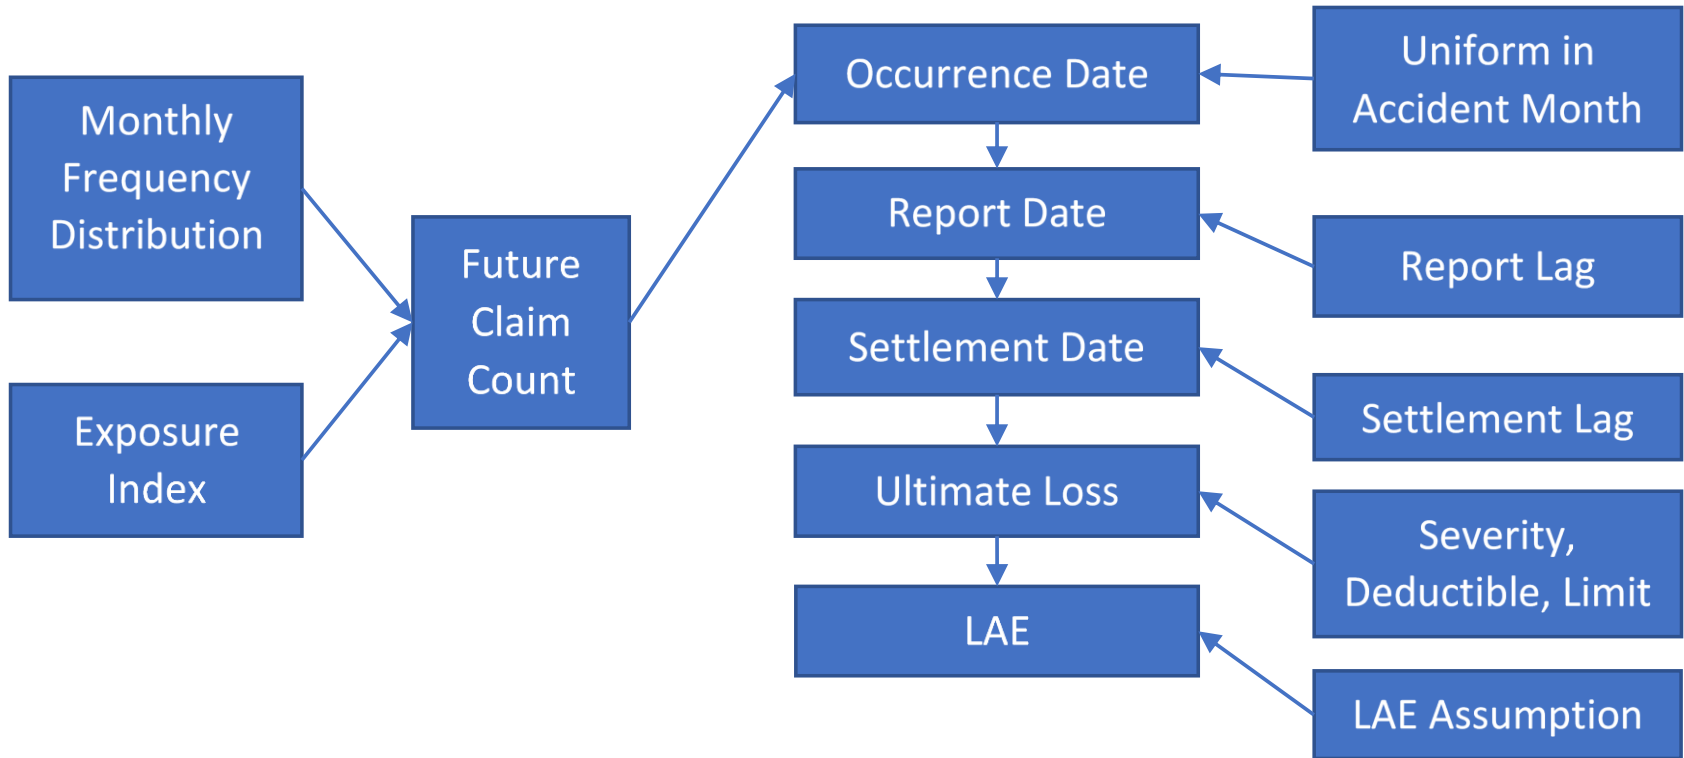 Monthly
Frequency
Distribution
Exposure
Index
Future
Claim
Count
Occurrence Date
Report Date
Settlement Date
Ultimate Loss
LAE
Uniform in
Accident Month
Report Lag
Settlement Lag
Severity,
Deductible, Limit
LAE Assumption